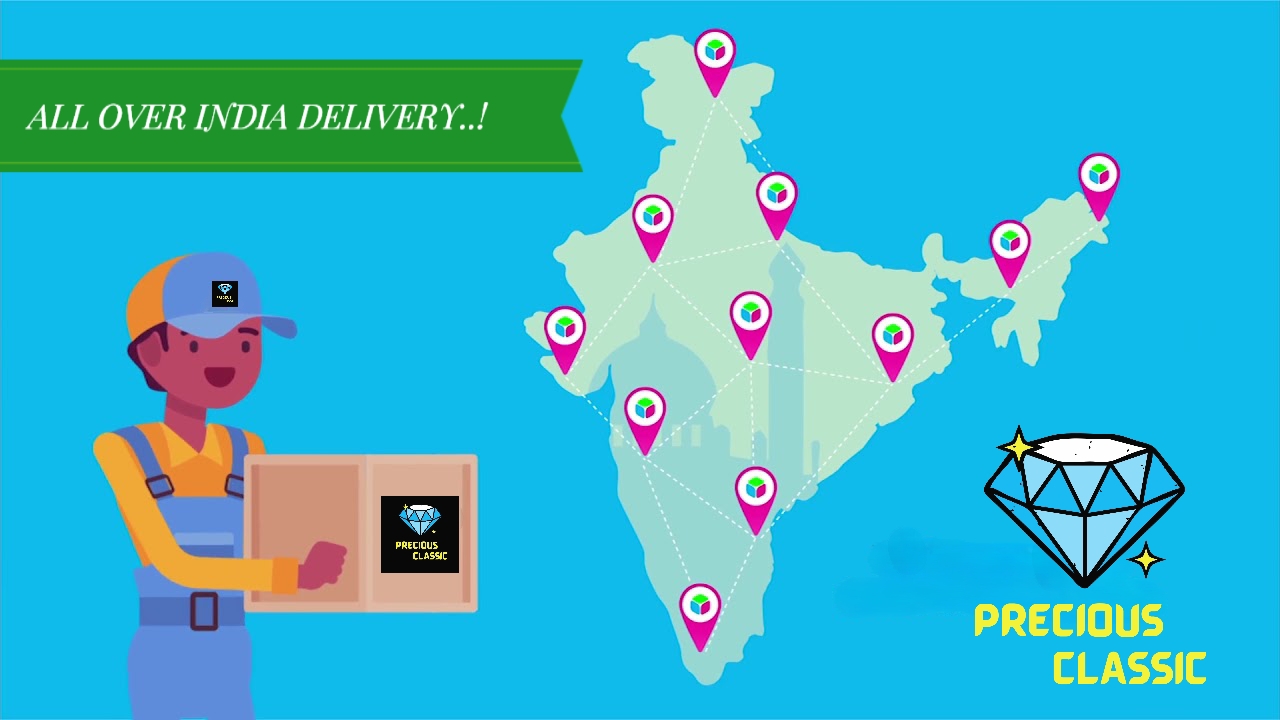 ALL OVER INDIA DELIVERY..!
PRECIOUS
CLASSIC
PRECIOUS
CLASSIC